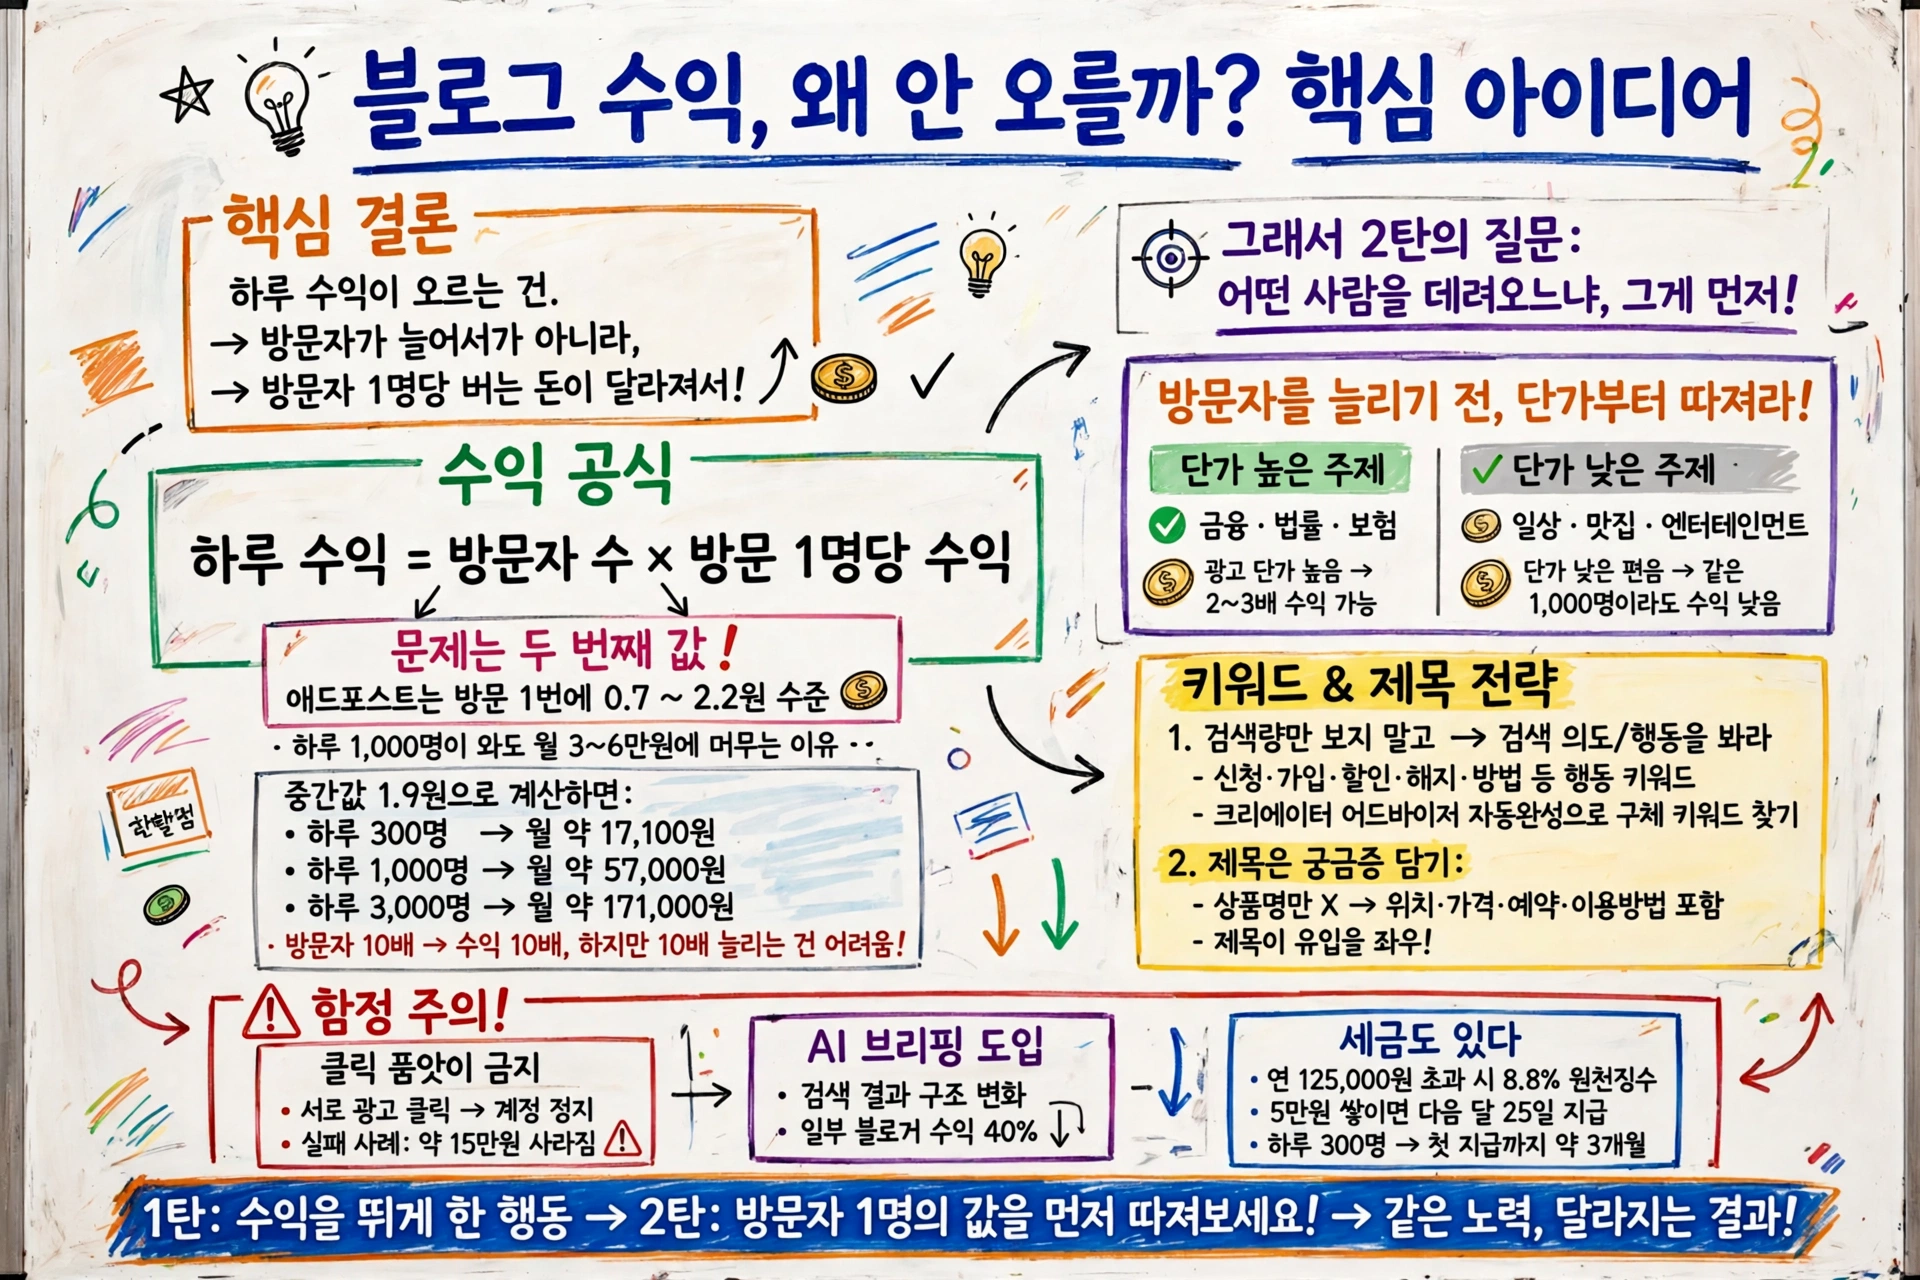 블로그 수익, 왜 안 오를까? 핵심 아이디어
핵심 결론
하루 수익이 오르는 건.
→ 방문자가 늘어서가 아니라,
→ 방문자 1명당 버는 돈이 달라져서!
수익 공식
하루 수익 = 방문자 수 × 방문 1명당 수익
문제는 두 번째 값!
애드포스트는 방문 1번에 0.7 ~ 2.2원 수준
· 하루 1,000명이 와도 월 3~6만원에 머무는 이유 ··
중간값 1.9원으로 계산하면:
• 하루 300명 → 월 약 17,100원
• 하루 1,000명 → 월 약 57,000원
• 하루 3,000명 → 월 약 171,000원
· 방문자 10배 → 수익 10배, 하지만 10배 늘리는 건 어려움!
그래서 2탄의 질문:
어떤 사람을 데려오느냐, 그게 먼저!
방문자를 늘리기 전, 단가부터 따져라!
단가 높은 주제
금융 · 법률 · 보험
광고 단가 높음 →
2~3배 수익 가능
✓ 단가 낮은 주제
일상 · 맛집 · 엔터테인먼트
단가 낮은 편음 → 같은
1,000명이라도 수익 낮음
키워드 & 제목 전략
1. 검색량만 보지 말고 → 검색 의도/행동을 봐라
- 신청·가입·할인·해지·방법 등 행동 키워드
- 크리에이터 어드바이저 자동완성으로 구체 키워드 찾기
2. 제목은 궁금증 담기:
- 상품명만 X → 위치·가격·예약·이용방법 포함
- 제목이 유입을 좌우!
함정 주의!
클릭 품앗이 금지
• 서로 광고 클릭 → 계정 정지
• 실패 사례: 약 15만원 사라짐
AI 브리핑 도입
• 검색 결과 구조 변화
• 일부 블로거 수익 40% ↓
세금도 있다
• 연 125,000원 초과 시 8.8% 원천징수
• 5만원 쌓이면 다음 달 25일 지급
• 하루 300명 → 첫 지급까지 약 3개월
1탄: 수익을 뛰게 한 행동 → 2탄: 방문자 1명의 값을 먼저 따져보세요! → 같은 노력, 달라지는 결과!